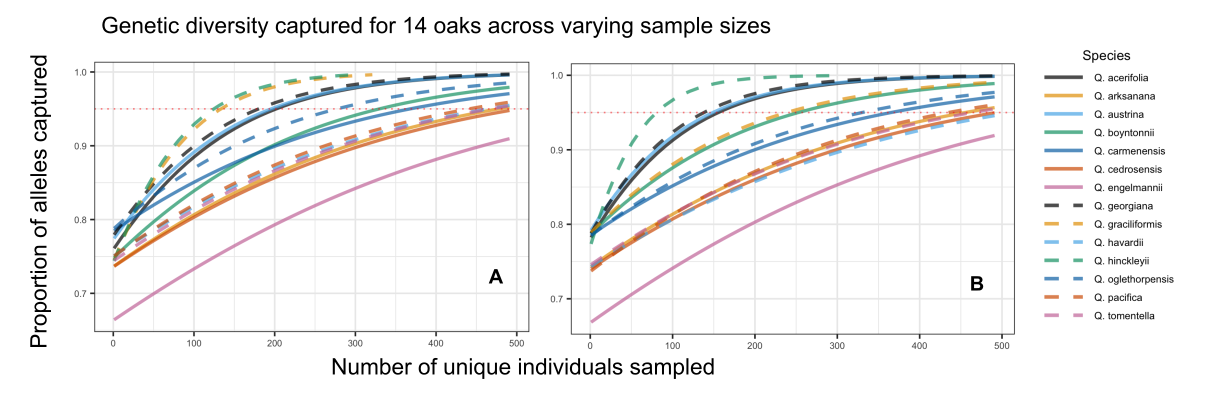 Genetic diversity captured for 14 oaks across varying sample sizes
Proportion of alleles captured
1.0
0.9
0.8
0.7
0
100
200
300
400
500
A
1.0
0.9
0.8
0.7
0
100
200
300
400
500
B
Number of unique individuals sampled
Species
Q. acerifolia
Q. arksanana
Q. austrina
Q. boyntonnii
Q. carmenensis
Q. cedrosensis
Q. engelmannii
Q. georgiana
Q. graciliformis
Q. havardii
Q. hinckleyii
Q. oglethorpensis
Q. pacifica
Q. tomentella